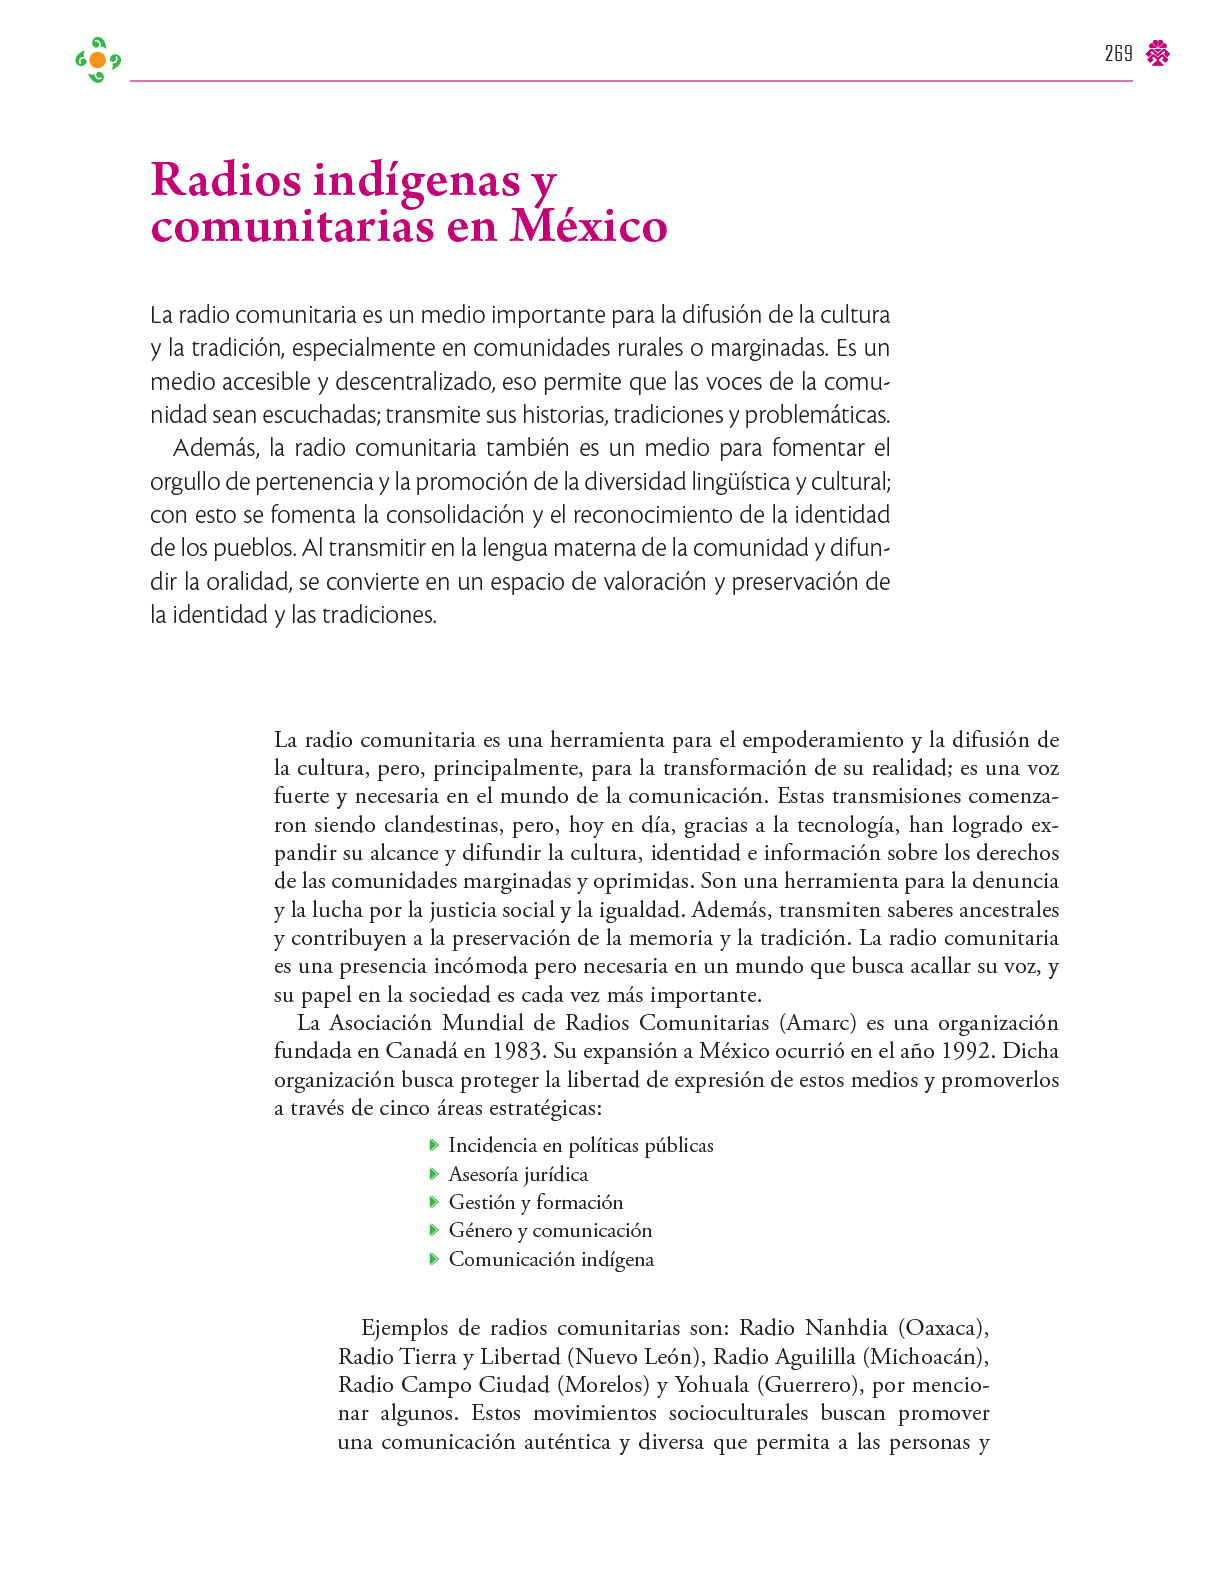 269
Radios indígenas y
comunitarias en México
La radio comunitaria es un medio importante para la difusión de la cultura
y la tradición, especialmente en comunidades rurales o marginadas. Es un
medio accesible y descentralizado, eso permite que las voces de la comu-
nidad sean escuchadas; transmite sus historias, tradiciones y problemáticas.
Además, la radio comunitaria también es un medio para fomentar el
orgullo de pertenencia y la promoción de la diversidad lingüística y cultural;
con esto se fomenta la consolidación y el reconocimiento de la identidad
de los pueblos. Al transmitir en la lengua materna de la comunidad y difun-
dir la oralidad, se convierte en un espacio de valoración y preservación de
la identidad y las tradiciones.
La radio comunitaria es una herramienta para el empoderamiento y la difusión de
la cultura, pero, principalmente, para la transformación de su realidad; es una voz
fuerte y necesaria en el mundo de la comunicación. Estas transmisiones comenza-
ron siendo clandestinas, pero, hoy en día, gracias a la tecnología, han logrado ex-
pandir su alcance y difundir la cultura, identidad e información sobre los derechos
de las comunidades marginadas y oprimidas. Son una herramienta para la denuncia
y la lucha por la justicia social y la igualdad. Además, transmiten saberes ancestrales
y contribuyen a la preservación de la memoria y la tradición. La radio comunitaria
es una presencia incómoda pero necesaria en un mundo que busca acallar su voz, y
su papel en la sociedad es cada vez más importante.
La Asociación Mundial de Radios Comunitarias (Amarc) es una organización
fundada en Canadá en 1983. Su expansión a México ocurrió en el año 1992. Dicha
organización busca proteger la libertad de expresión de estos medios y promoverlos
a través de cinco áreas estratégicas:
Incidencia en políticas públicas
Asesoría jurídica
Gestión y formación
Género y comunicación
Comunicación indígena
Ejemplos de radios comunitarias son: Radio Nanhdia (Oaxaca),
Radio Tierra y Libertad (Nuevo León), Radio Aguililla (Michoacán),
Radio Campo Ciudad (Morelos) y Yohuala (Guerrero), por mencio-
nar algunos. Estos movimientos socioculturales buscan promover
una comunicación auténtica y diversa que permita a las personas y